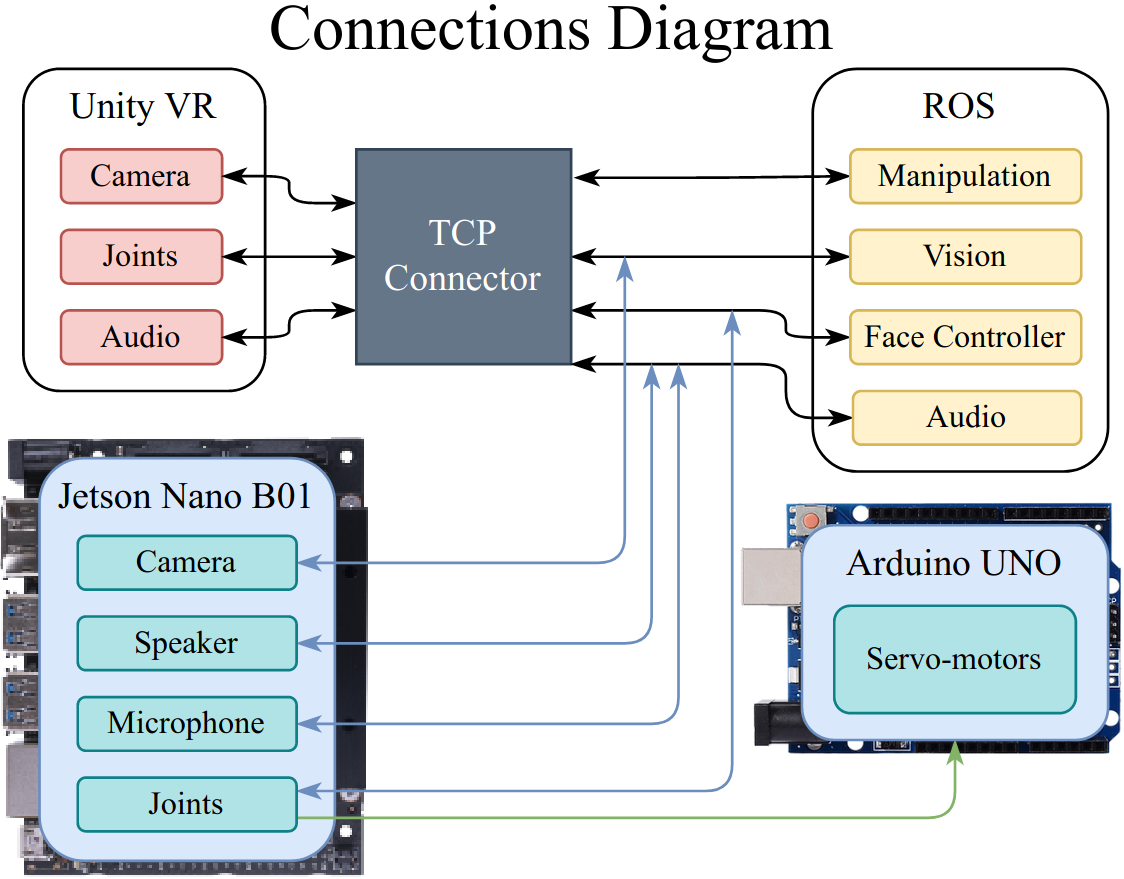 Connections Diagram
Unity VR
Camera
Joints
Audio
TCP
Connector
ROS
Manipulation
Vision
Face Controller
Audio
Jetson Nano B01
Camera
Speaker
Microphone
Joints
Arduino UNO
Servo-motors